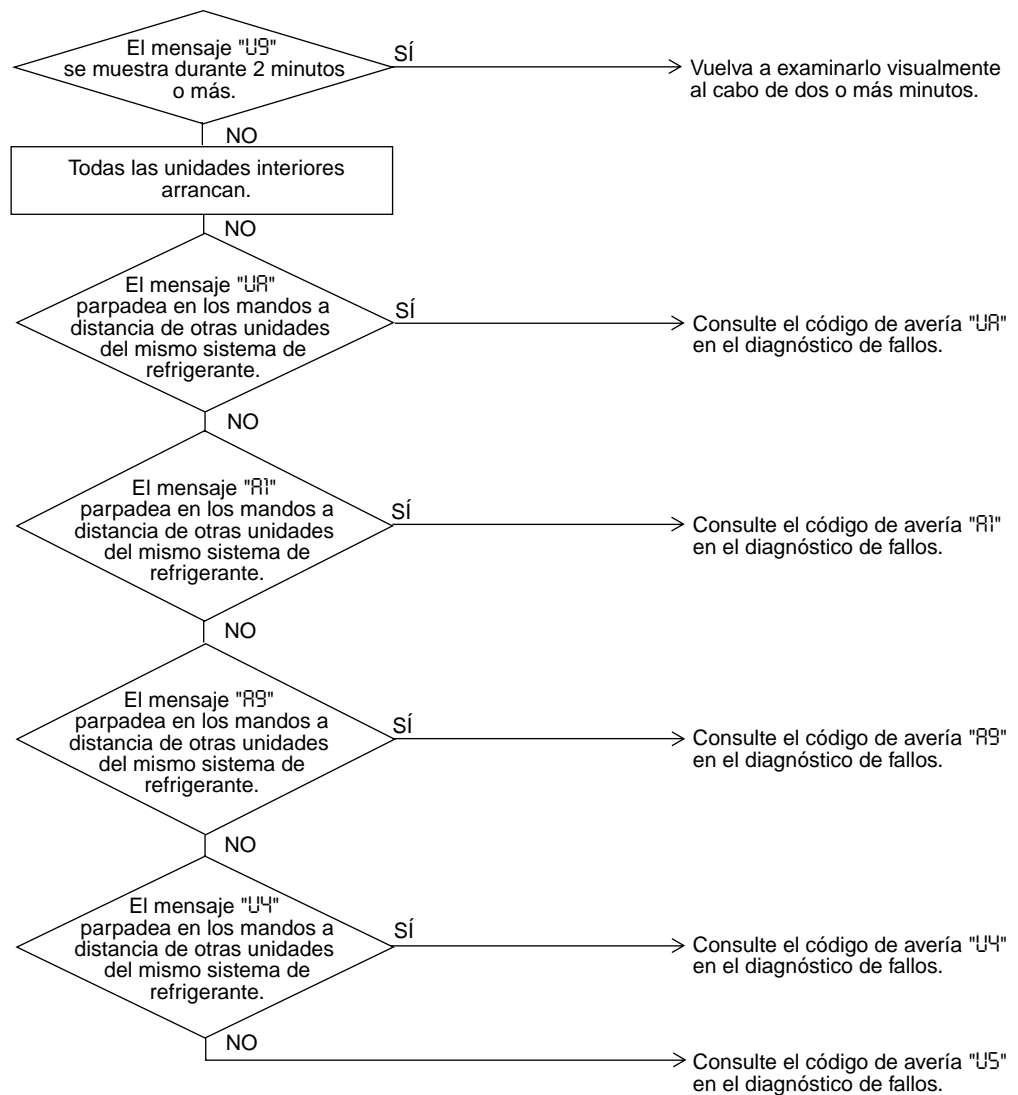 El mensaje "U9"
se muestra durante 2 minutos
o más.
SÍ
Vuelva a examinarlo visualmente
al cabo de dos o más minutos.
NO
Todas las unidades interiores
arrancan.
NO
El mensaje "UA"
parpadea en los mandos a
distancia de otras unidades
del mismo sistema de
refrigerante.
SÍ
Consulte el código de avería "UA"
en el diagnóstico de fallos.
NO
El mensaje "A1"
parpadea en los mandos a
distancia de otras unidades
del mismo sistema de
refrigerante.
SÍ
Consulte el código de avería "A1"
en el diagnóstico de fallos.
NO
El mensaje "A9"
parpadea en los mandos a
distancia de otras unidades
del mismo sistema de
refrigerante.
SÍ
Consulte el código de avería "A9"
en el diagnóstico de fallos.
NO
El mensaje "U4"
parpadea en los mandos a
distancia de otras unidades
del mismo sistema de
refrigerante.
SÍ
Consulte el código de avería "U4"
en el diagnóstico de fallos.
NO
Consulte el código de avería "U5"
en el diagnóstico de fallos.